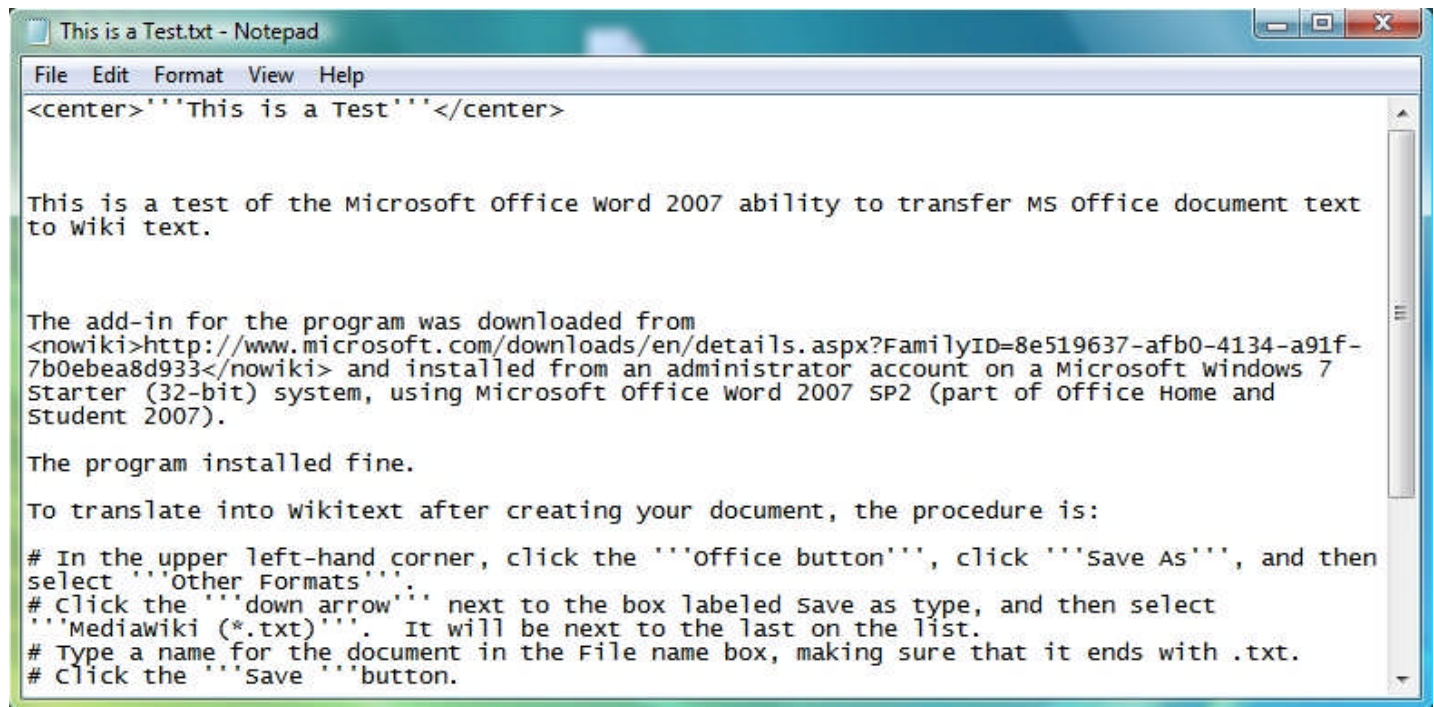 This is a Test.txt - Notepad
File Edit Format View Help
<center>'''This is a Test'''</center>
This is a test of the Microsoft Office Word 2007 ability to transfer MS Office document text
to Wiki text.
The add-in for the program was downloaded from
<nowiki>http://www.microsoft.com/downloads/en/details.aspx?FamilyID=8e519637-afb0-4134-a91f-
7b0ebea8d933</nowiki> and installed from an administrator account on a Microsoft Windows 7
Starter (32-bit) system, using Microsoft Office Word 2007 SP2 (part of Office Home and
Student 2007).
The program installed fine.
To translate into Wikitext after creating your document, the procedure is:
# In the upper left-hand corner, click the '''Office button''', click '''Save As''', and then
select '''Other Formats'''.
# Click the '''down arrow''' next to the box labeled Save as type, and then select
'''MediaWiki (*.txt)'''.  It will be next to the last on the list.
# Type a name for the document in the File name box, making sure that it ends with .txt.
# Click the '''Save '''button.